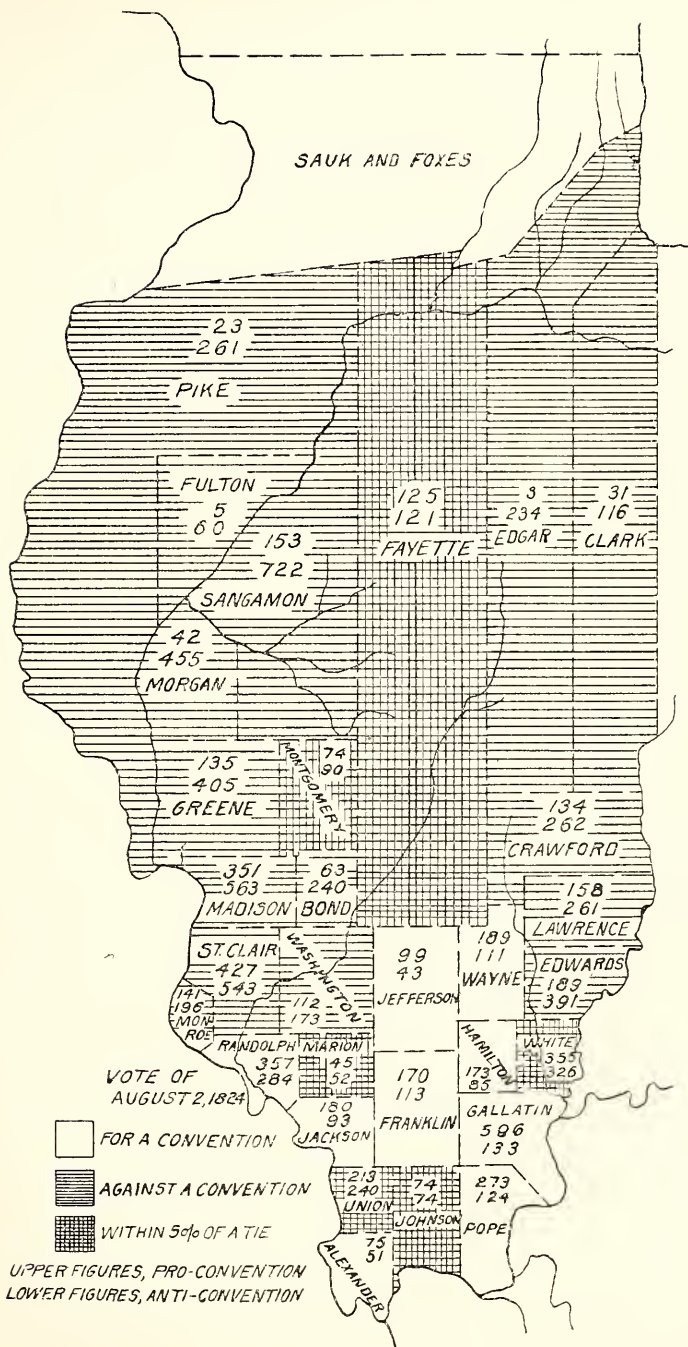 SAUK AND FOXES
23
261
PIKE
FULTON
5
60
153
722
SANGAMON
125
121
FAYETTE
3
234
EDGAR
31
116
CLARK
42
455
MORGAN
135
405
GREENE
74
90
MONTGOMERY
134
262
CRAWFORD
351
563
MADISON
63
240
BOND
158
261
LAWRENCE
ST. CLAIR
427
543
WASHINGTON
112
173
99
43
JEFFERSON
189
111
WAYNE
EDWARDS
189
391
141
196
MON
ROE
RANDOLPH
357
284
MARION
45
52
HAMILTON
173
85
WHITE
355
326
170
113
FRANKLIN
GALLATIN
596
133
180
93
JACKSON
213
240
UNION
74
74
JOHNSON
273
124
POPE
75
51
ALEXANDER
VOTE OF
AUGUST 2, 1824
FOR A CONVENTION
AGAINST A CONVENTION
WITHIN 5% OF A TIE
UPPER FIGURES, PRO-CONVENTION
LOWER FIGURES, ANTI-CONVENTION